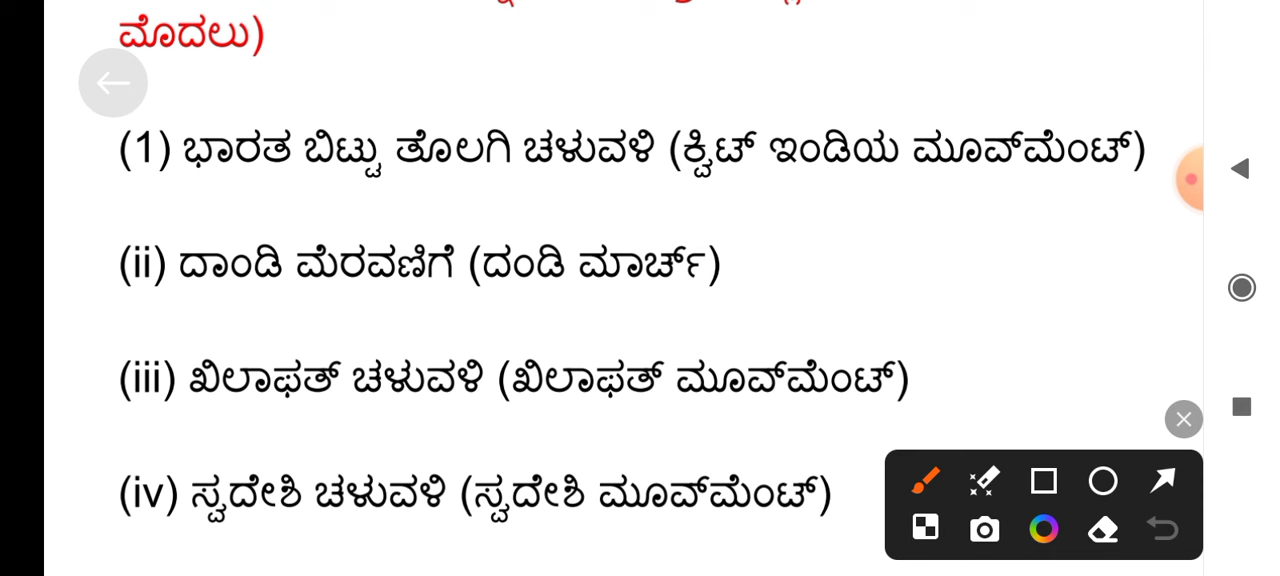 ಮೊದಲು)
(1) ಭಾರತ ಬಿಟ್ಟು ತೊಲಗಿ ಚಳುವಳಿ (ಕ್ವಿಟ್ ಇಂಡಿಯ ಮೂವ್‌ಮೆಂಟ್)
(ii) ದಾಂಡಿ ಮೆರವಣಿಗೆ (ದಂಡಿ ಮಾರ್ಚ್)
(iii) ಖಿಲಾಫತ್ ಚಳುವಳಿ (ಖಿಲಾಫತ್ ಮೂವ್‌ಮೆಂಟ್)
(iv) ಸ್ವದೇಶಿ ಚಳುವಳಿ (ಸ್ವದೇಶಿ ಮೂವ್‌ಮೆಂಟ್)